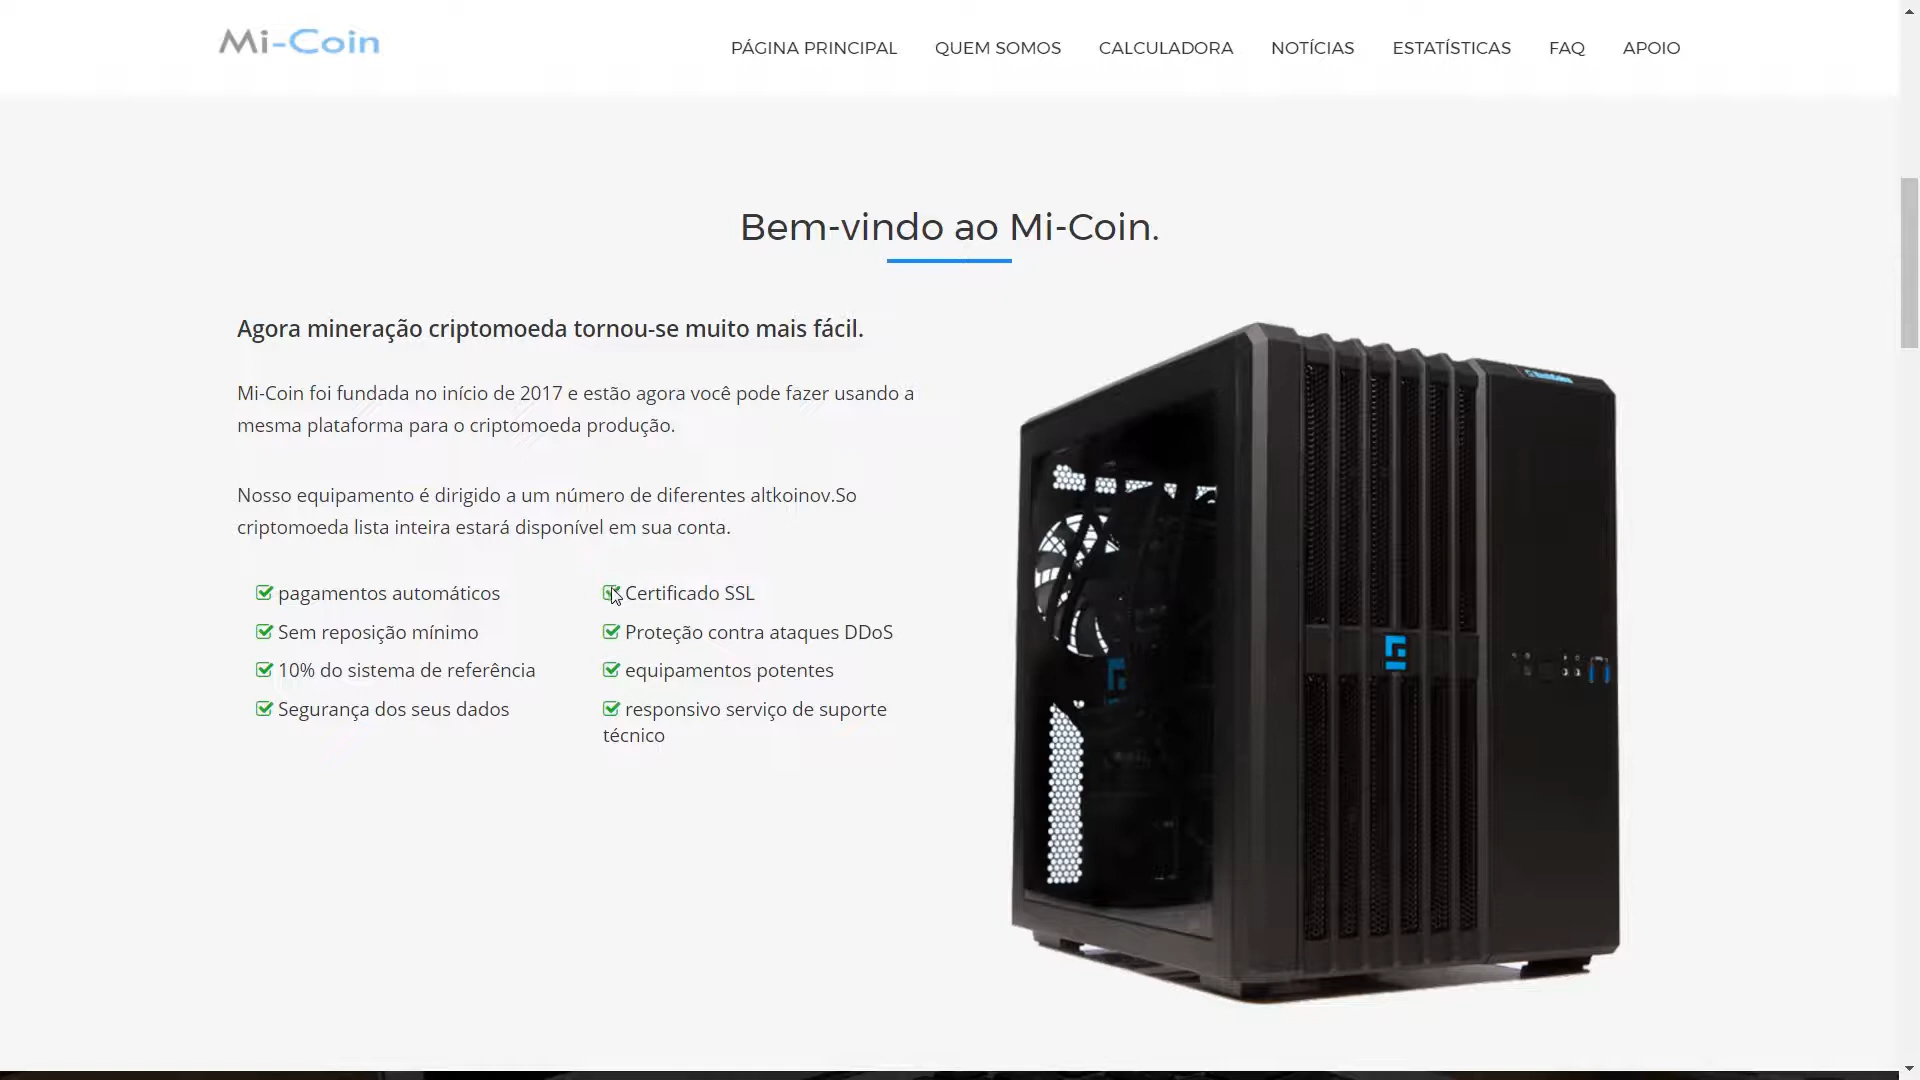 Mi-Coin
PÁGINA PRINCIPAL QUEM SOMOS CALCULADORA NOTÍCIAS ESTATÍSTICAS FAQ APOIO
Bem-vindo ao Mi-Coin.
Agora mineração criptomoeda tornou-se muito mais fácil.
Mi-Coin foi fundada no início de 2017 e estão agora você pode fazer usando a
mesma plataforma para o criptomoeda produção.
Nosso equipamento é dirigido a um número de diferentes altkoinov.So
criptomoeda lista inteira estará disponível em sua conta.
pagamentos automáticos
Sem reposição mínimo
10% do sistema de referência
Segurança dos seus dados
Certificado SSL
Proteção contra ataques DDoS
equipamentos potentes
responsivo serviço de suporte
técnico